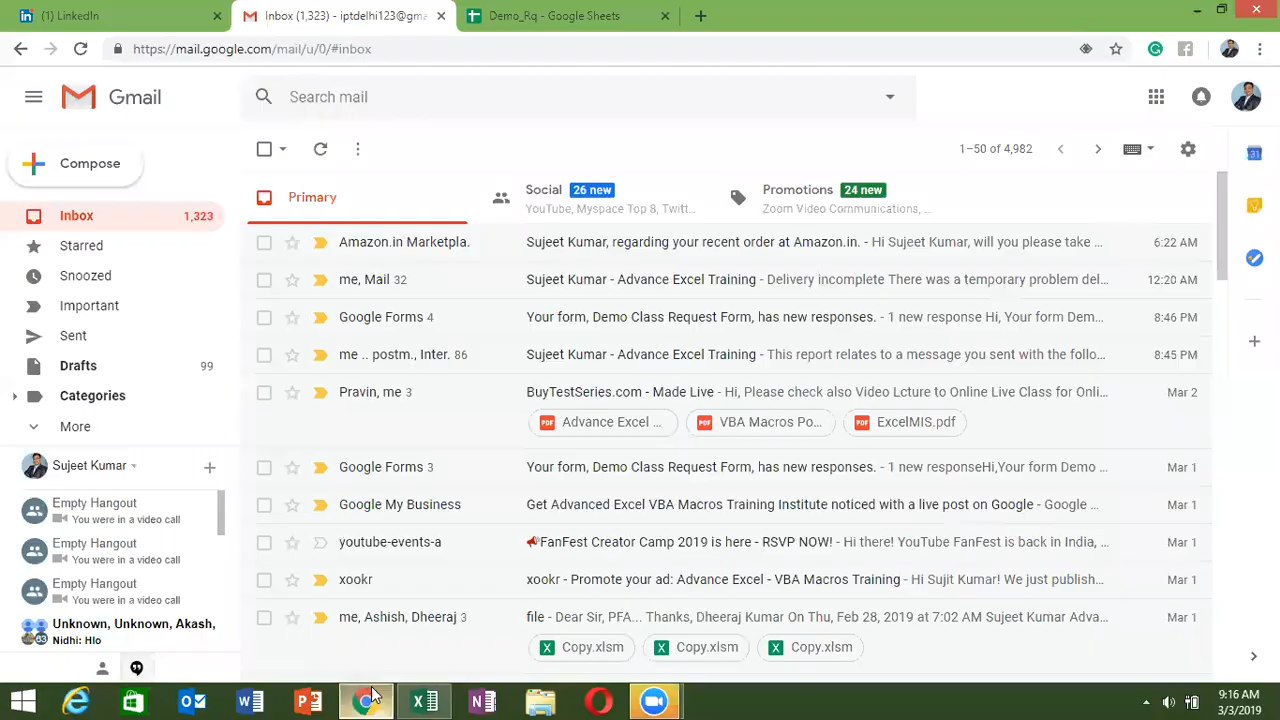 (1) LinkedIn
Inbox (1,323) - iptdelhi123@gma
Demo_Rq - Google Sheets
https://mail.google.com/mail/u/0/#inbox
Gmail
Search mail
Compose
1–50 of 4,982
Primary
Social 26 new
YouTube, Myspace Top 8, Twitt...
Promotions 24 new
Zoom Video Communications, ...
Inbox 1,323
Starred
Snoozed
Important
Sent
Drafts 99
Categories
More
Amazon.in Marketpla. Sujeet Kumar, regarding your recent order at Amazon.in. - Hi Sujeet Kumar, will you please take ... 6:22 AM
me, Mail 32 Sujeet Kumar - Advance Excel Training - Delivery incomplete There was a temporary problem del... 12:20 AM
Google Forms 4 Your form, Demo Class Request Form, has new responses. - 1 new response Hi, Your form Dem... 8:46 PM
me .. postm., Inter. 86 Sujeet Kumar - Advance Excel Training - This report relates to a message you sent with the follo... 8:45 PM
Pravin, me 3 BuyTestSeries.com - Made Live - Hi, Please check also Video Lcture to Online Live Class for Onli... Mar 2
PDF Advance Excel ... PDF VBA Macros Po... PDF ExcelMIS.pdf
Google Forms 3 Your form, Demo Class Request Form, has new responses. - 1 new responseHi,Your form Demo ... Mar 1
Google My Business Get Advanced Excel VBA Macros Training Institute noticed with a live post on Google - Google ... Mar 1
youtube-events-a FanFest Creator Camp 2019 is here - RSVP NOW! - Hi there! YouTube FanFest is back in India, ... Mar 1
xookr xookr - Promote your ad: Advance Excel - VBA Macros Training - Hi Sujit Kumar! We just publish... Mar 1
me, Ashish, Dheeraj 3 file - Dear Sir, PFA... Thanks, Dheeraj Kumar On Thu, Feb 28, 2019 at 7:02 AM Sujeet Kumar Adva... Mar 1
X Copy.xlsm X Copy.xlsm X Copy.xlsm
Sujeet Kumar
Empty Hangout
You were in a video call
Empty Hangout
You were in a video call
Empty Hangout
You were in a video call
Unknown, Unknown, Akash,
Nidhi: Hlo
9:16 AM
3/3/2019